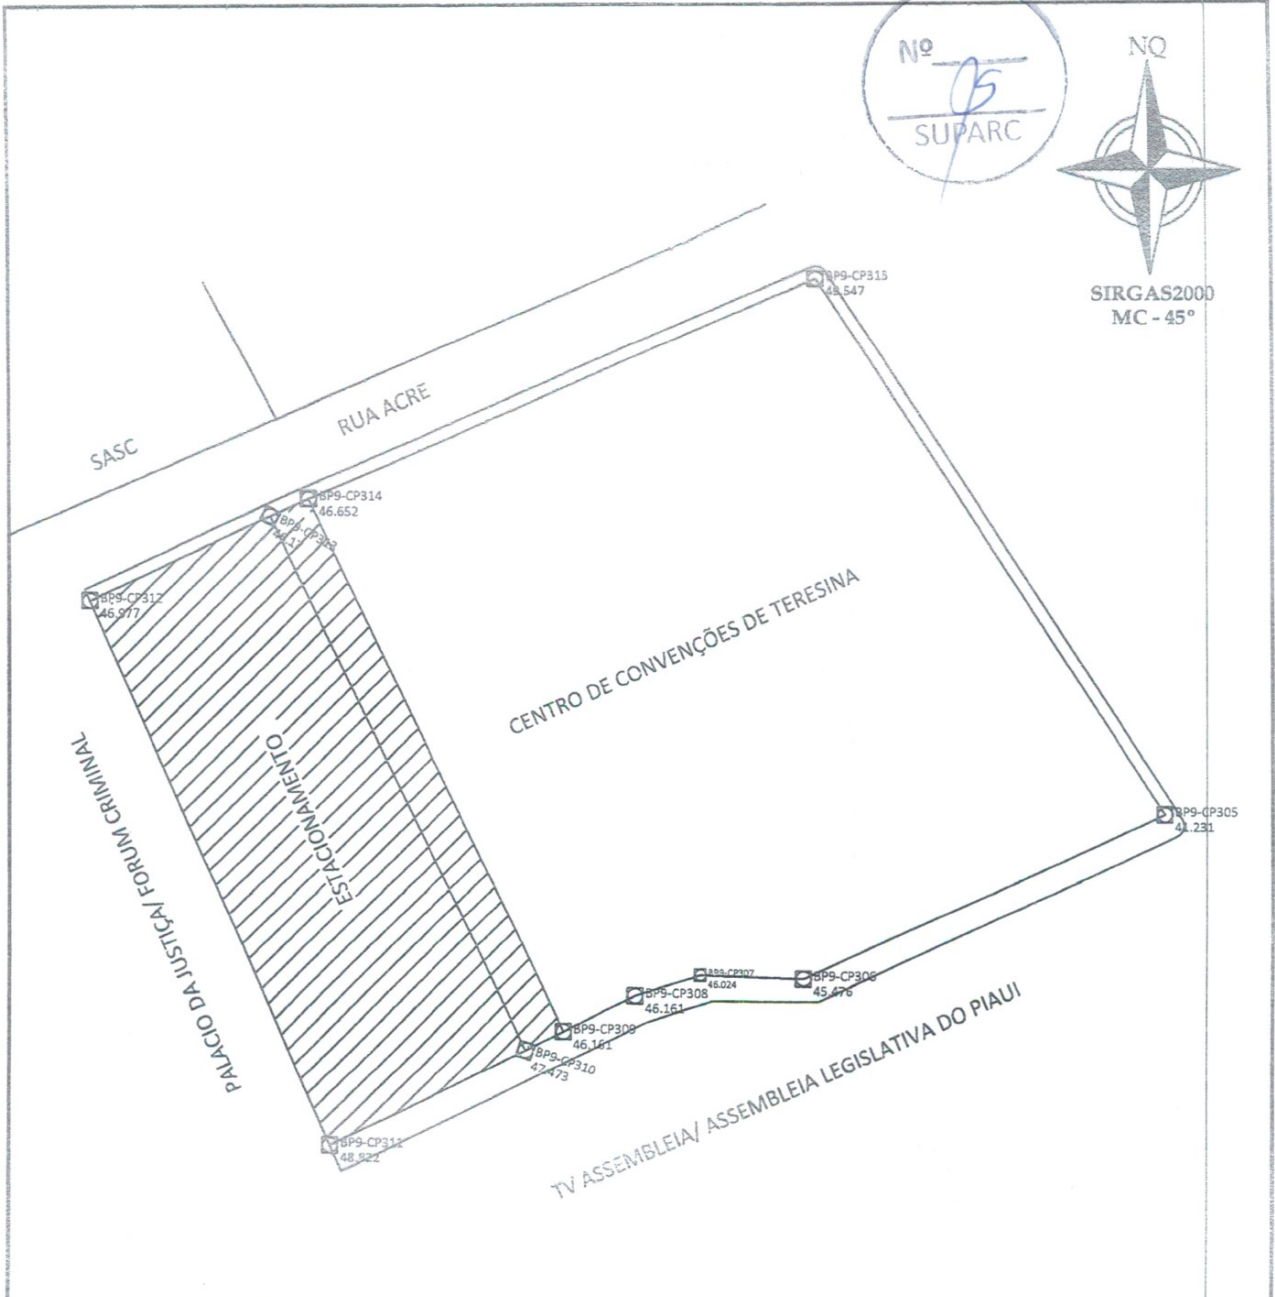 Nº 05
SUPARC
NQ
SIRGAS2000
MC - 45°
BP9-CP315
RUA ACRE
SASC
BP9-CP314
46.652
BP9-CP312
46.977
CENTRO DE CONVENÇÕES DE TERESINA
ESTACIONAMENTO
PALACIO DA JUSTIÇA/ FORUM CRIMINAL
BP9-CP305
41.231
BP9-CP307
46.024
BP9-CP306
45.476
BP9-CP308
46.161
BP9-CP309
46.161
BP9-CP310
47.473
BP9-CP311
48.822
TV ASSEMBLEIA/ ASSEMBLEIA LEGISLATIVA DO PIAUI